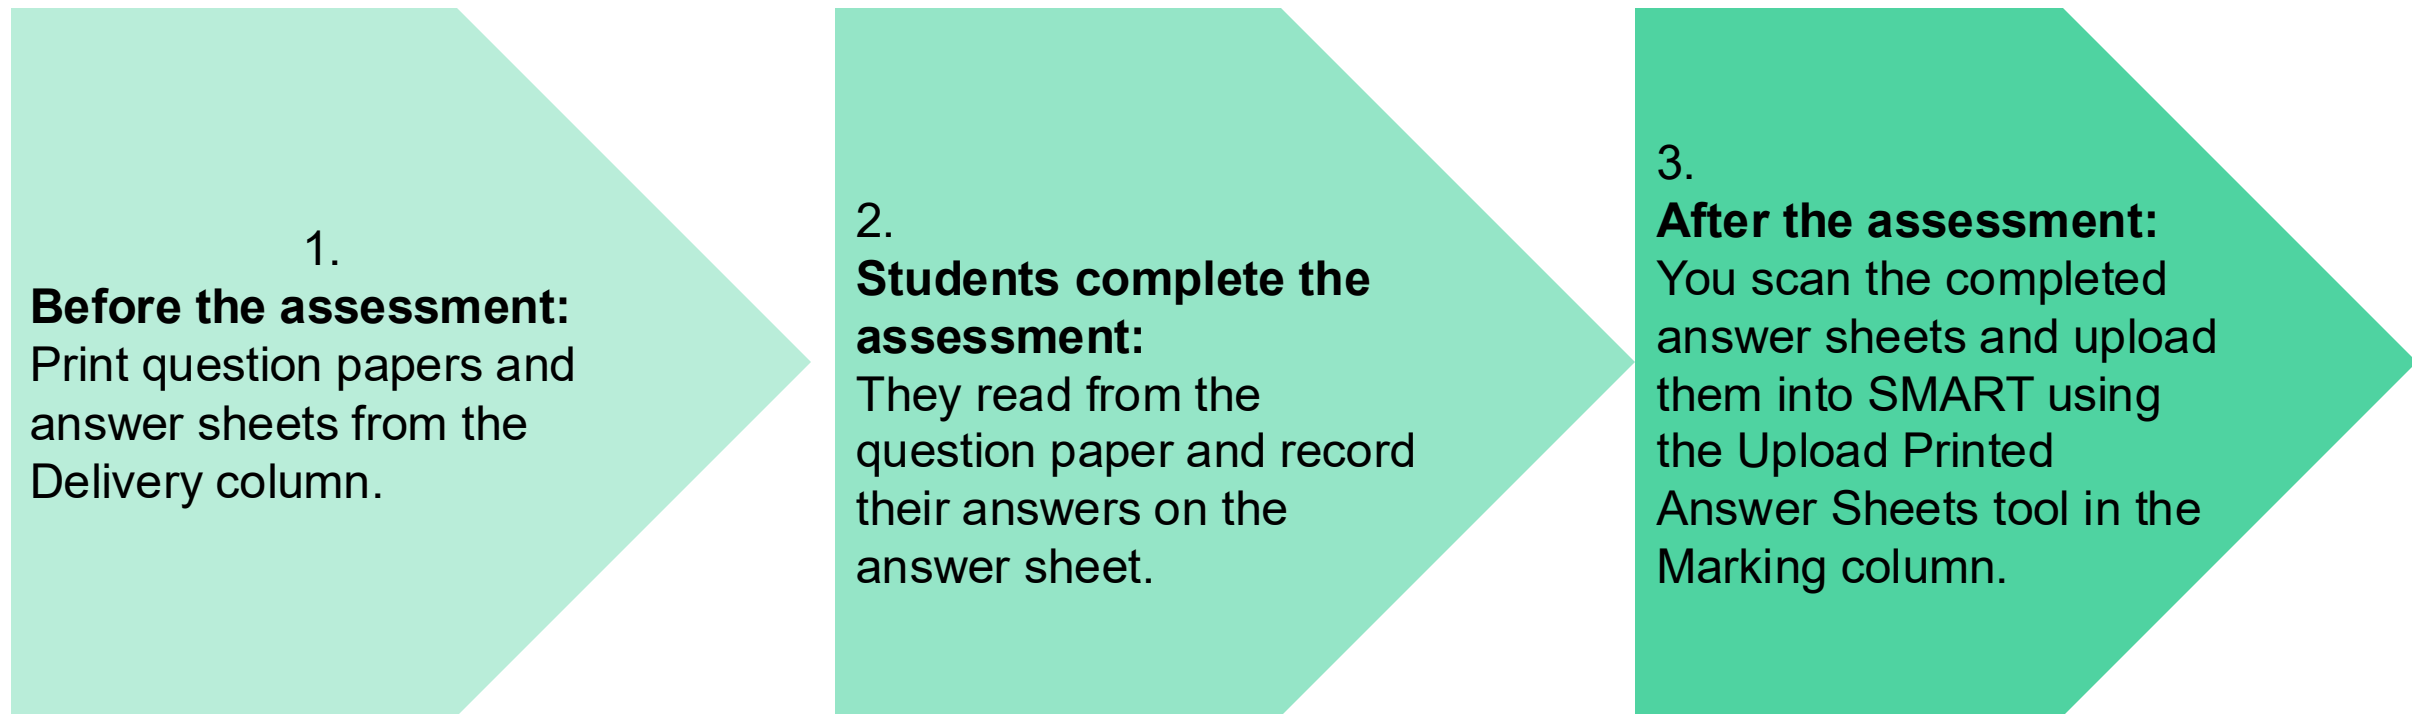 1.
Before the assessment:
Print question papers and
answer sheets from the
Delivery column.
2.
Students complete the
assessment:
They read from the
question paper and record
their answers on the
answer sheet.
3.
After the assessment:
You scan the completed
answer sheets and upload
them into SMART using
the Upload Printed
Answer Sheets tool in the
Marking column.